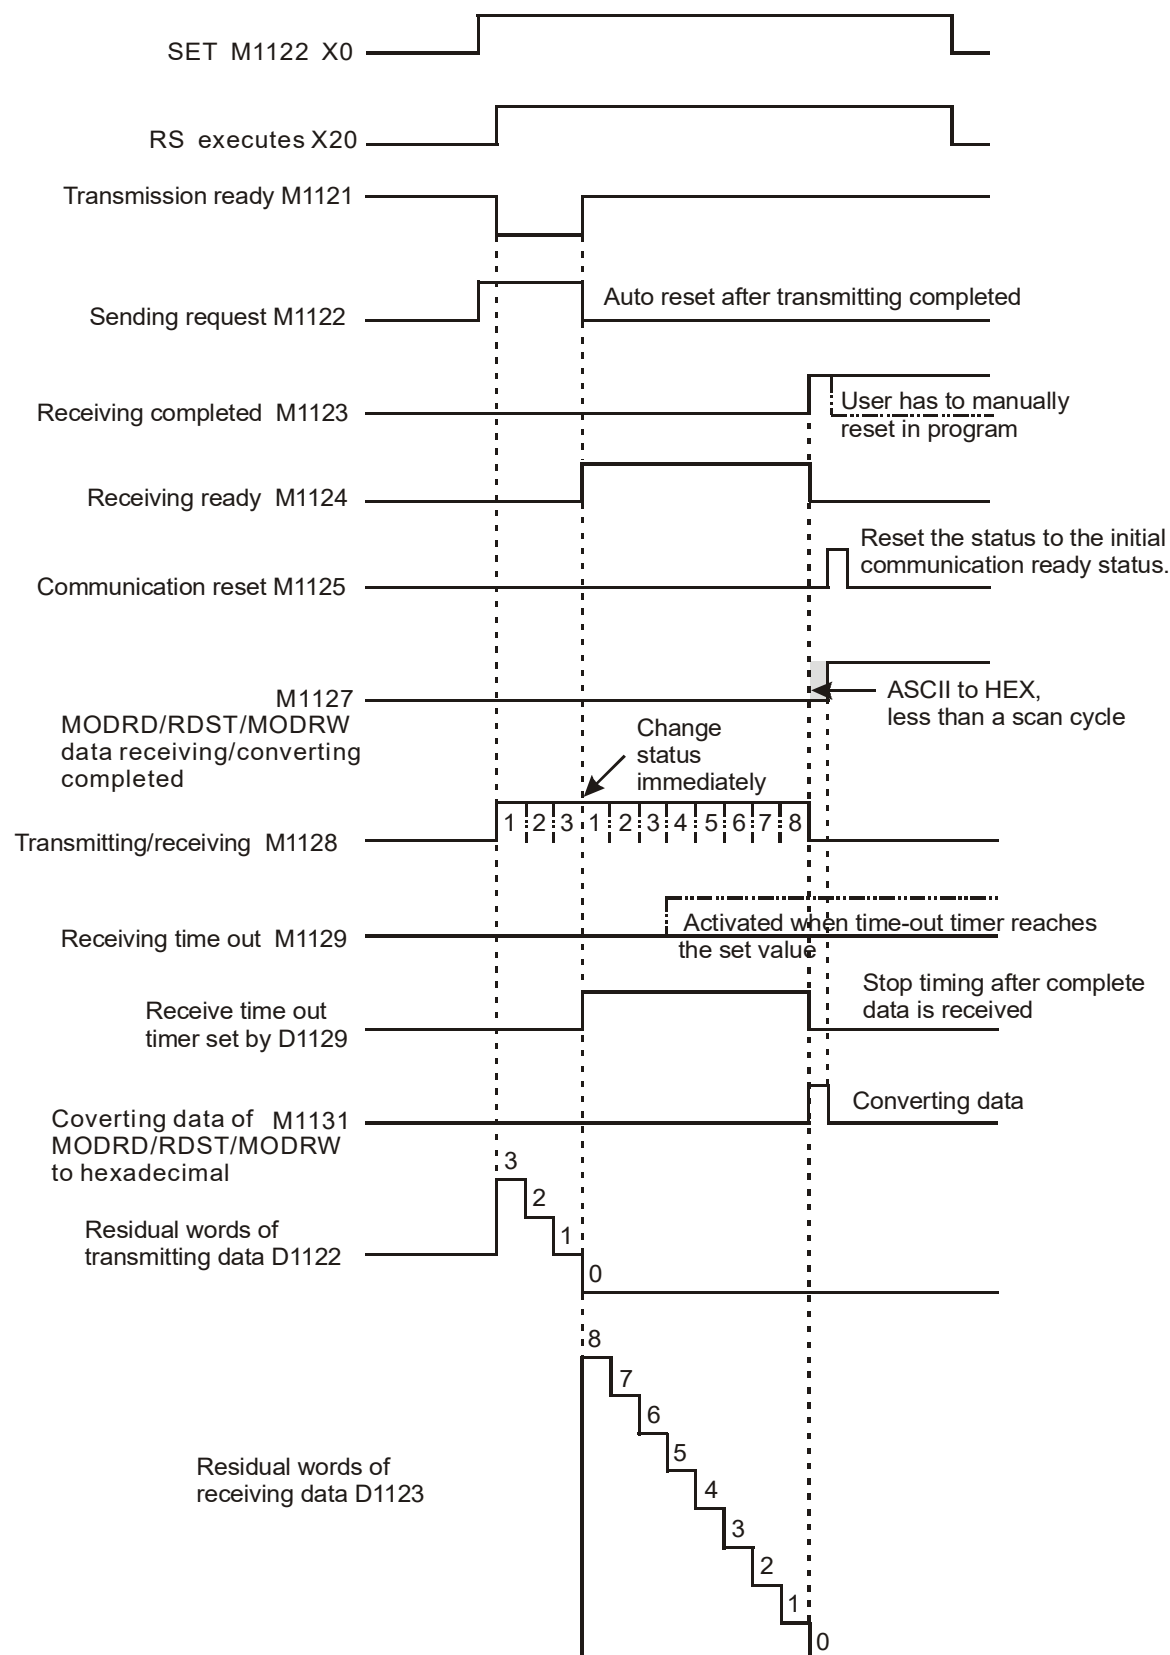 SET M1122 X0
RS executes X20
Transmission ready M1121
Sending request M1122
Auto reset after transmitting completed
Receiving completed M1123
User has to manually
reset in program
Receiving ready M1124
Communication reset M1125
Reset the status to the initial
communication ready status.
M1127
MODRD/RDST/MODRW
data receiving/converting
completed
ASCII to HEX,
less than a scan cycle
Change
status
immediately
Transmitting/receiving M1128
1 2 3 1 2 3 4 5 6 7 8
Receiving time out M1129
Activated when time-out timer reaches
the set value
Receive time out
timer set by D1129
Stop timing after complete
data is received
Coverting data of M1131
MODRD/RDST/MODRW
to hexadecimal
Converting data
Residual words of
transmitting data D1122
3
2
1
0
Residual words of
receiving data D1123
8
7
6
5
4
3
2
1
0